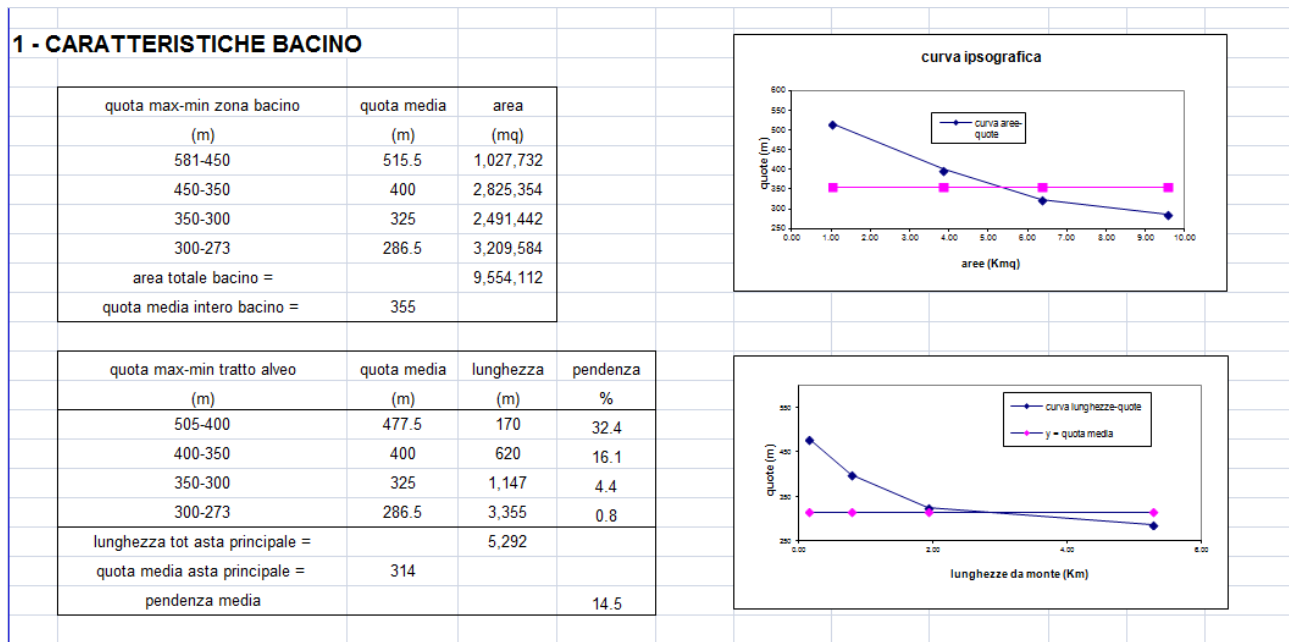 1 - CARATTERISTICHE BACINO
quota max-min zona bacino quota media area
(m) (m) (mq)
581-450 515.5 1,027,732
450-350 400 2,825,354
350-300 325 2,491,442
300-273 286.5 3,209,584
area totale bacino = 9,554,112
quota media intero bacino = 355
curva ipsografica
quote (m)
600
550
500
450
400
350
300
250
curva aree-
quote
0.00 1.00 2.00 3.00 4.00 5.00 6.00 7.00 8.00 9.00 10.00
aree (Kmq)
quota max-min tratto alveo quota media lunghezza pendenza
(m) (m) (m) %
505-400 477.5 170 32.4
400-350 400 620 16.1
350-300 325 1,147 4.4
300-273 286.5 3,355 0.8
lunghezza tot asta principale = 5,292
quota media asta principale = 314
pendenza media 14.5
quote (m)
550
450
350
250
curva lunghezze-quote
y = quota media
0.00 2.00 4.00 6.00
lunghezze da monte (Km)